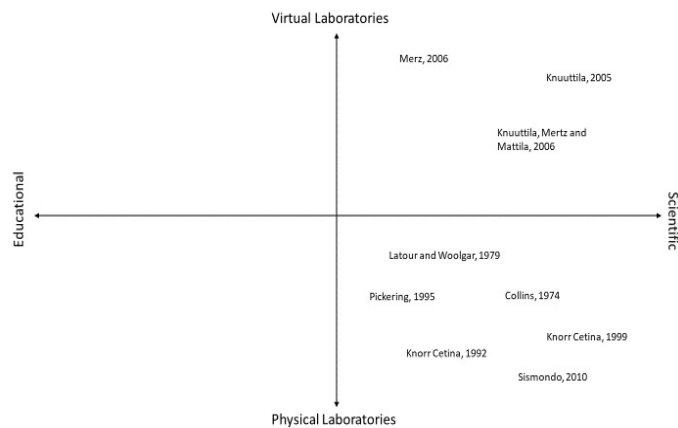 Virtual Laboratories
Merz, 2006
Knuuttila, 2005
Knuuttila, Mertz and
Mattila, 2006
Educational
Scientific
Latour and Woolgar, 1979
Pickering, 1995
Collins, 1974
Knorr Cetina, 1999
Knorr Cetina, 1992
Sismondo, 2010
Physical Laboratories